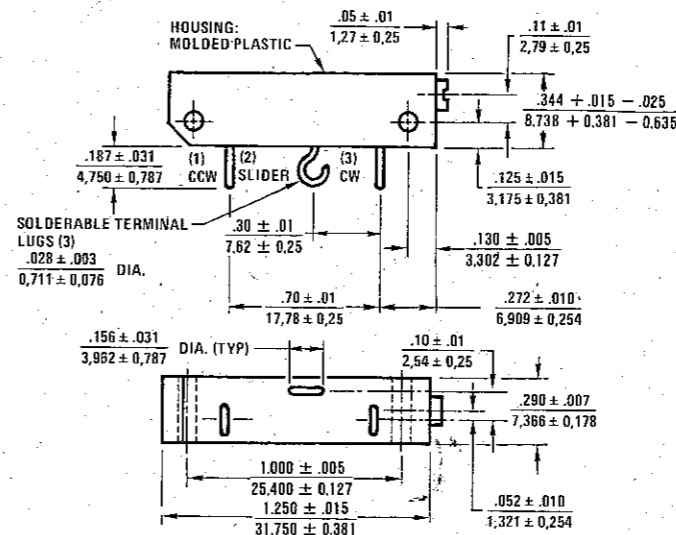 HOUSING:
MOLDED PLASTIC
.05 ± .01
1,27 ± 0,25
.11 ± .01
2,79 ± 0,25
.344 + .015 - .025
8,738 + 0,381 - 0,635
.187 ± .031
4,750 ± 0,787
(1)
CCW
(2)
SLIDER
(3)
CW
.125 ± .015
3,175 ± 0,381
SOLDERABLE TERMINAL
LUGS (3)
.028 ± .003
0,711 ± 0,076
DIA.
.30 ± .01
7,62 ± 0,25
.130 ± .005
3,302 ± 0,127
.70 ± .01
17,78 ± 0,25
.272 ± .010
6,909 ± 0,254
.156 ± .031
3,962 ± 0,787
DIA. (TYP)
.10 ± .01
2,54 ± 0,25
.290 ± .007
7,366 ± 0,178
1.000 ± .005
25,400 ± 0,127
.052 ± .010
1,321 ± 0,254
1.250 ± .015
31,750 ± 0,381